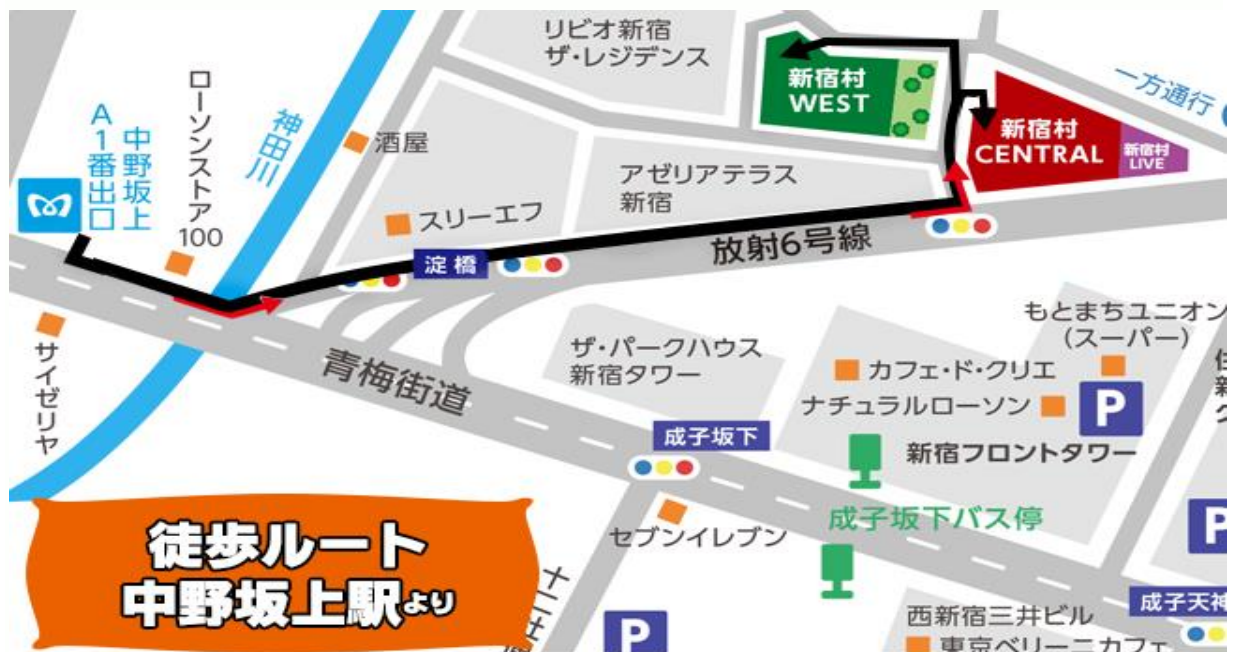 リビオ新宿
ザ・レジデンス
新宿村
WEST
一方通行
新宿村
CENTRAL
新宿村
LIVE
ローソンストア100
神田川
中野坂上
A1番出口
酒屋
アゼリアテラス
新宿
スリーエフ
淀橋
放射6号線
サイゼリヤ
青梅街道
ザ・パークハウス
新宿タワー
もとまちユニオン
(スーパー)
カフェ・ド・クリエ
ナチュラルローソン
P
新宿フロントタワー
成子坂下
セブンイレブン
成子坂下バス停
P
徒歩ルート
中野坂上駅より
P
成子天神
西新宿三井ビル
東京ベリーニカフェ